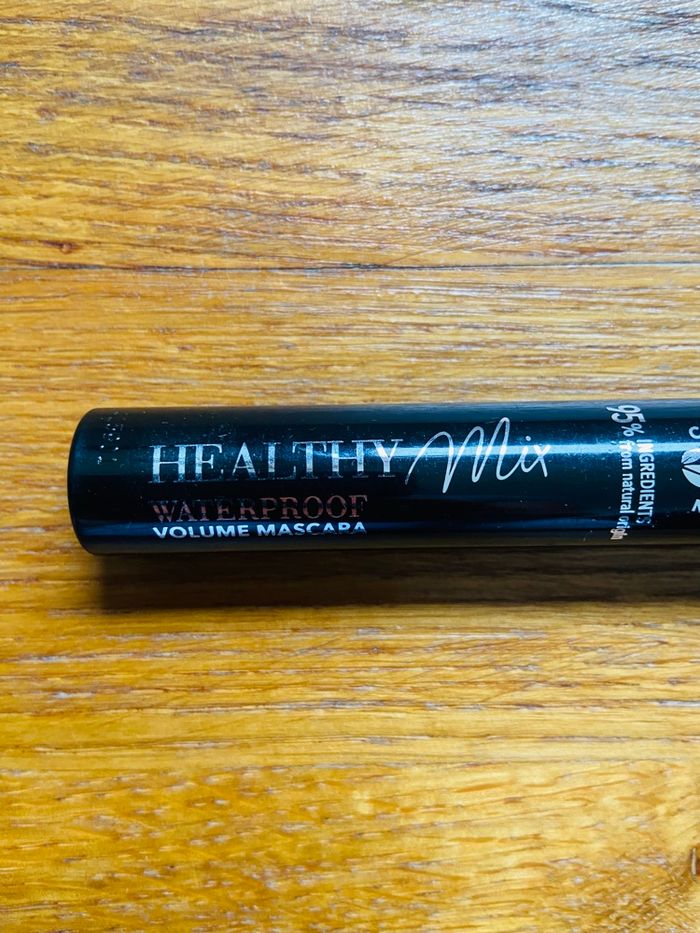 HEALTHY Mix
WATERPROOF
VOLUME MASCARA
95% INGREDIENTS
from natural origin